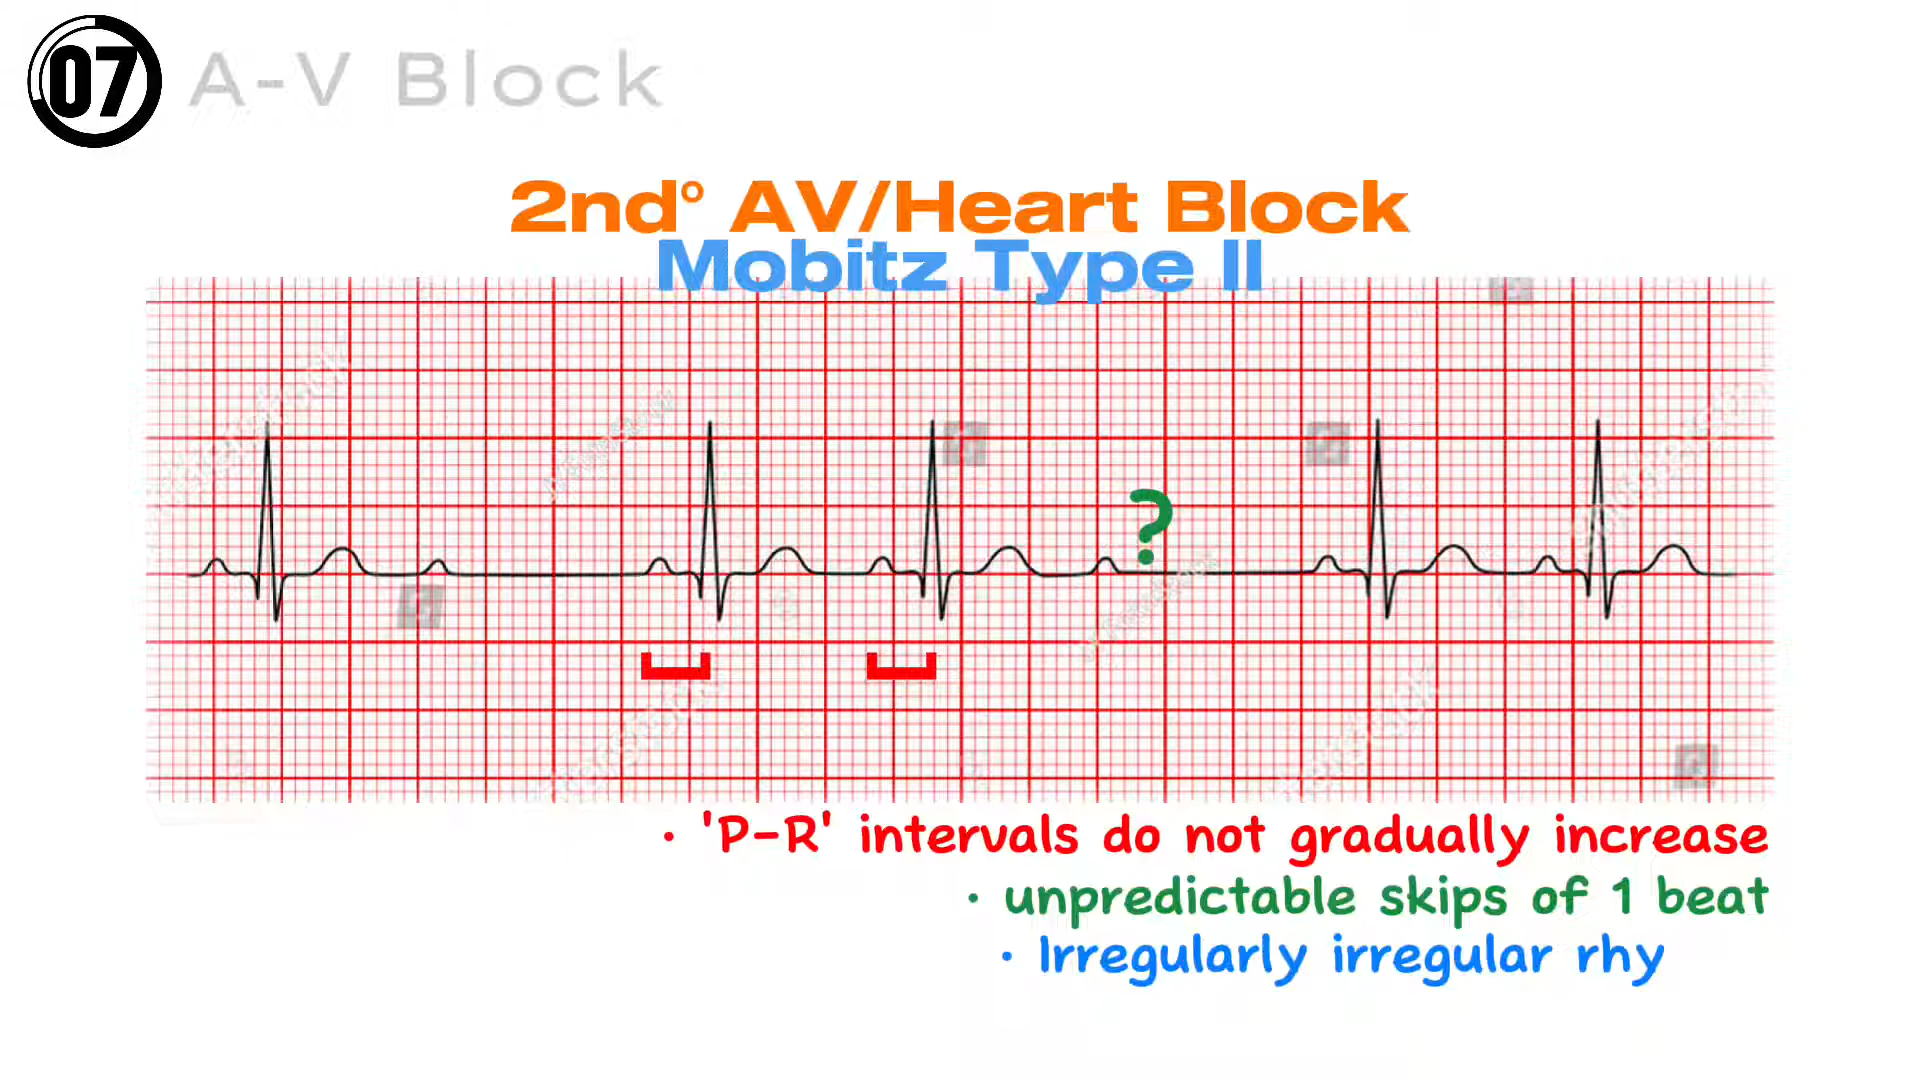 07 A-V Block
2nd° AV/Heart Block
Mobitz Type II
?
• 'P-R' intervals do not gradually increase
• unpredictable skips of 1 beat
• Irregularly irregular rhy